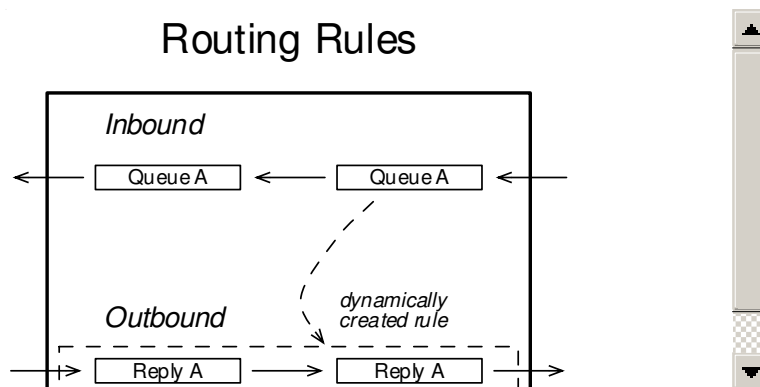 Routing Rules
Inbound
Queue A
Queue A
Outbound
dynamically
created rule
Reply A
Reply A